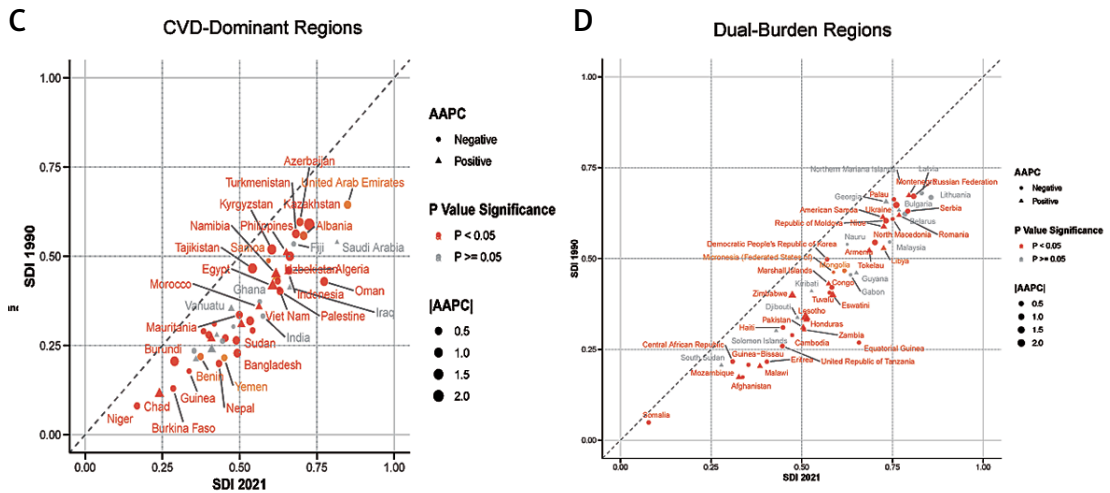 C
CVD-Dominant Regions
1.00
0.75
0.50
0.25
0.00
SDI 1990
Azerbaijan
Turkmenistan
United Arab Emirates
Kyrgyzstan
Kazakhstan
Namibia
Philippines
Albania
Tajikistan
Samoa
Fiji
Saudi Arabia
Egypt
Uzbekistan
Algeria
Morocco
Ghana
Indonesia
Oman
Vanuatu
Viet Nam
Palestine
Iraq
Mauritania
India
Burundi
Sudan
Bangladesh
Benin
Yemen
Guinea
Nepal
Chad
Niger
Burkina Faso
0.00
0.25
0.50
0.75
1.00
SDI 2021
AAPC
Negative
Positive
P Value Significance
P < 0.05
P >= 0.05
|AAPC|
0.5
1.0
1.5
2.0
D
Dual-Burden Regions
1.00
0.75
0.50
0.25
0.00
SDI 1990
Northern Mariana Islands
Latvia
Palau
Russian Federation
Georgia
Lithuania
American Samoa
Ukraine
Bulgaria
Serbia
Republic of Moldova
Niue
Belarus
Nauru
North Macedonia
Romania
Democratic People's Republic of Korea
Malaysia
Armenia
Libya
Micronesia (Federated States of)
Mongolia
Tokelau
Marshall Islands
Guyana
Kiribati
Congo
Gabon
Zimbabwe
Tuvalu
Eswatini
Djibouti
Lesotho
Pakistan
Honduras
Haiti
Zambia
Solomon Islands
Cambodia
Equatorial Guinea
Central African Republic
South Sudan
Guinea-Bissau
Eritrea
United Republic of Tanzania
Mozambique
Malawi
Afghanistan
Somalia
0.00
0.25
0.50
0.75
1.00
SDI 2021
AAPC
Negative
Positive
P Value Significance
P < 0.05
P >= 0.05
|AAPC|
0.5
1.0
1.5
2.0